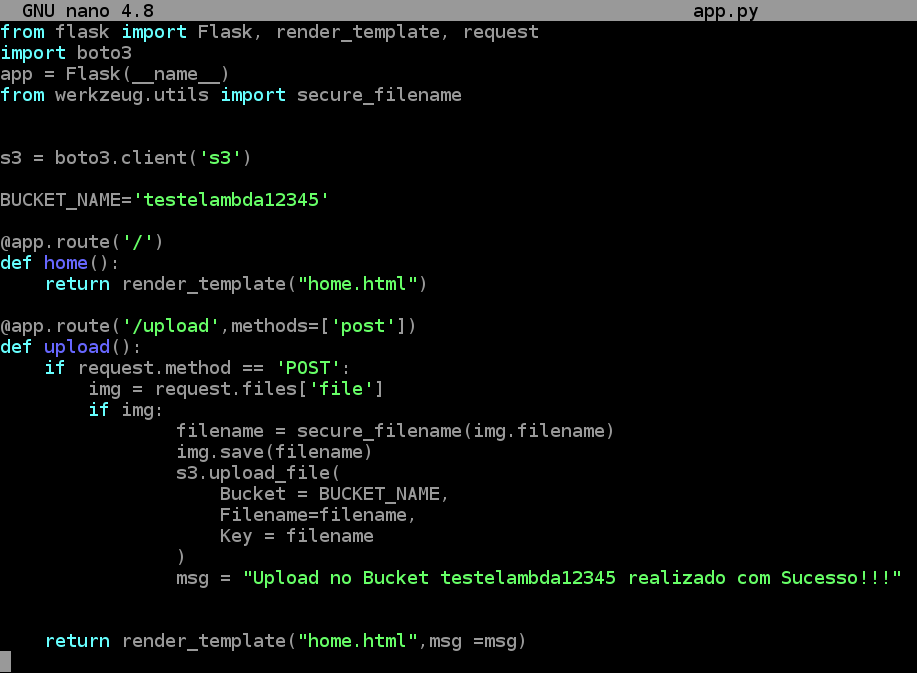 GNU nano 4.8 app.py
from flask import Flask, render_template, request
import boto3
app = Flask(__name__)
from werkzeug.utils import secure_filename
s3 = boto3.client('s3')
BUCKET_NAME='testelambda12345'
@app.route('/')
def home():
    return render_template("home.html")
@app.route('/upload',methods=['post'])
def upload():
    if request.method == 'POST':
        img = request.files['file']
        if img:
                filename = secure_filename(img.filename)
                img.save(filename)
                s3.upload_file(
                    Bucket = BUCKET_NAME,
                    Filename=filename,
                    Key = filename
                )
                msg = "Upload no Bucket testelambda12345 realizado com Sucesso!!!"
    return render_template("home.html",msg =msg)